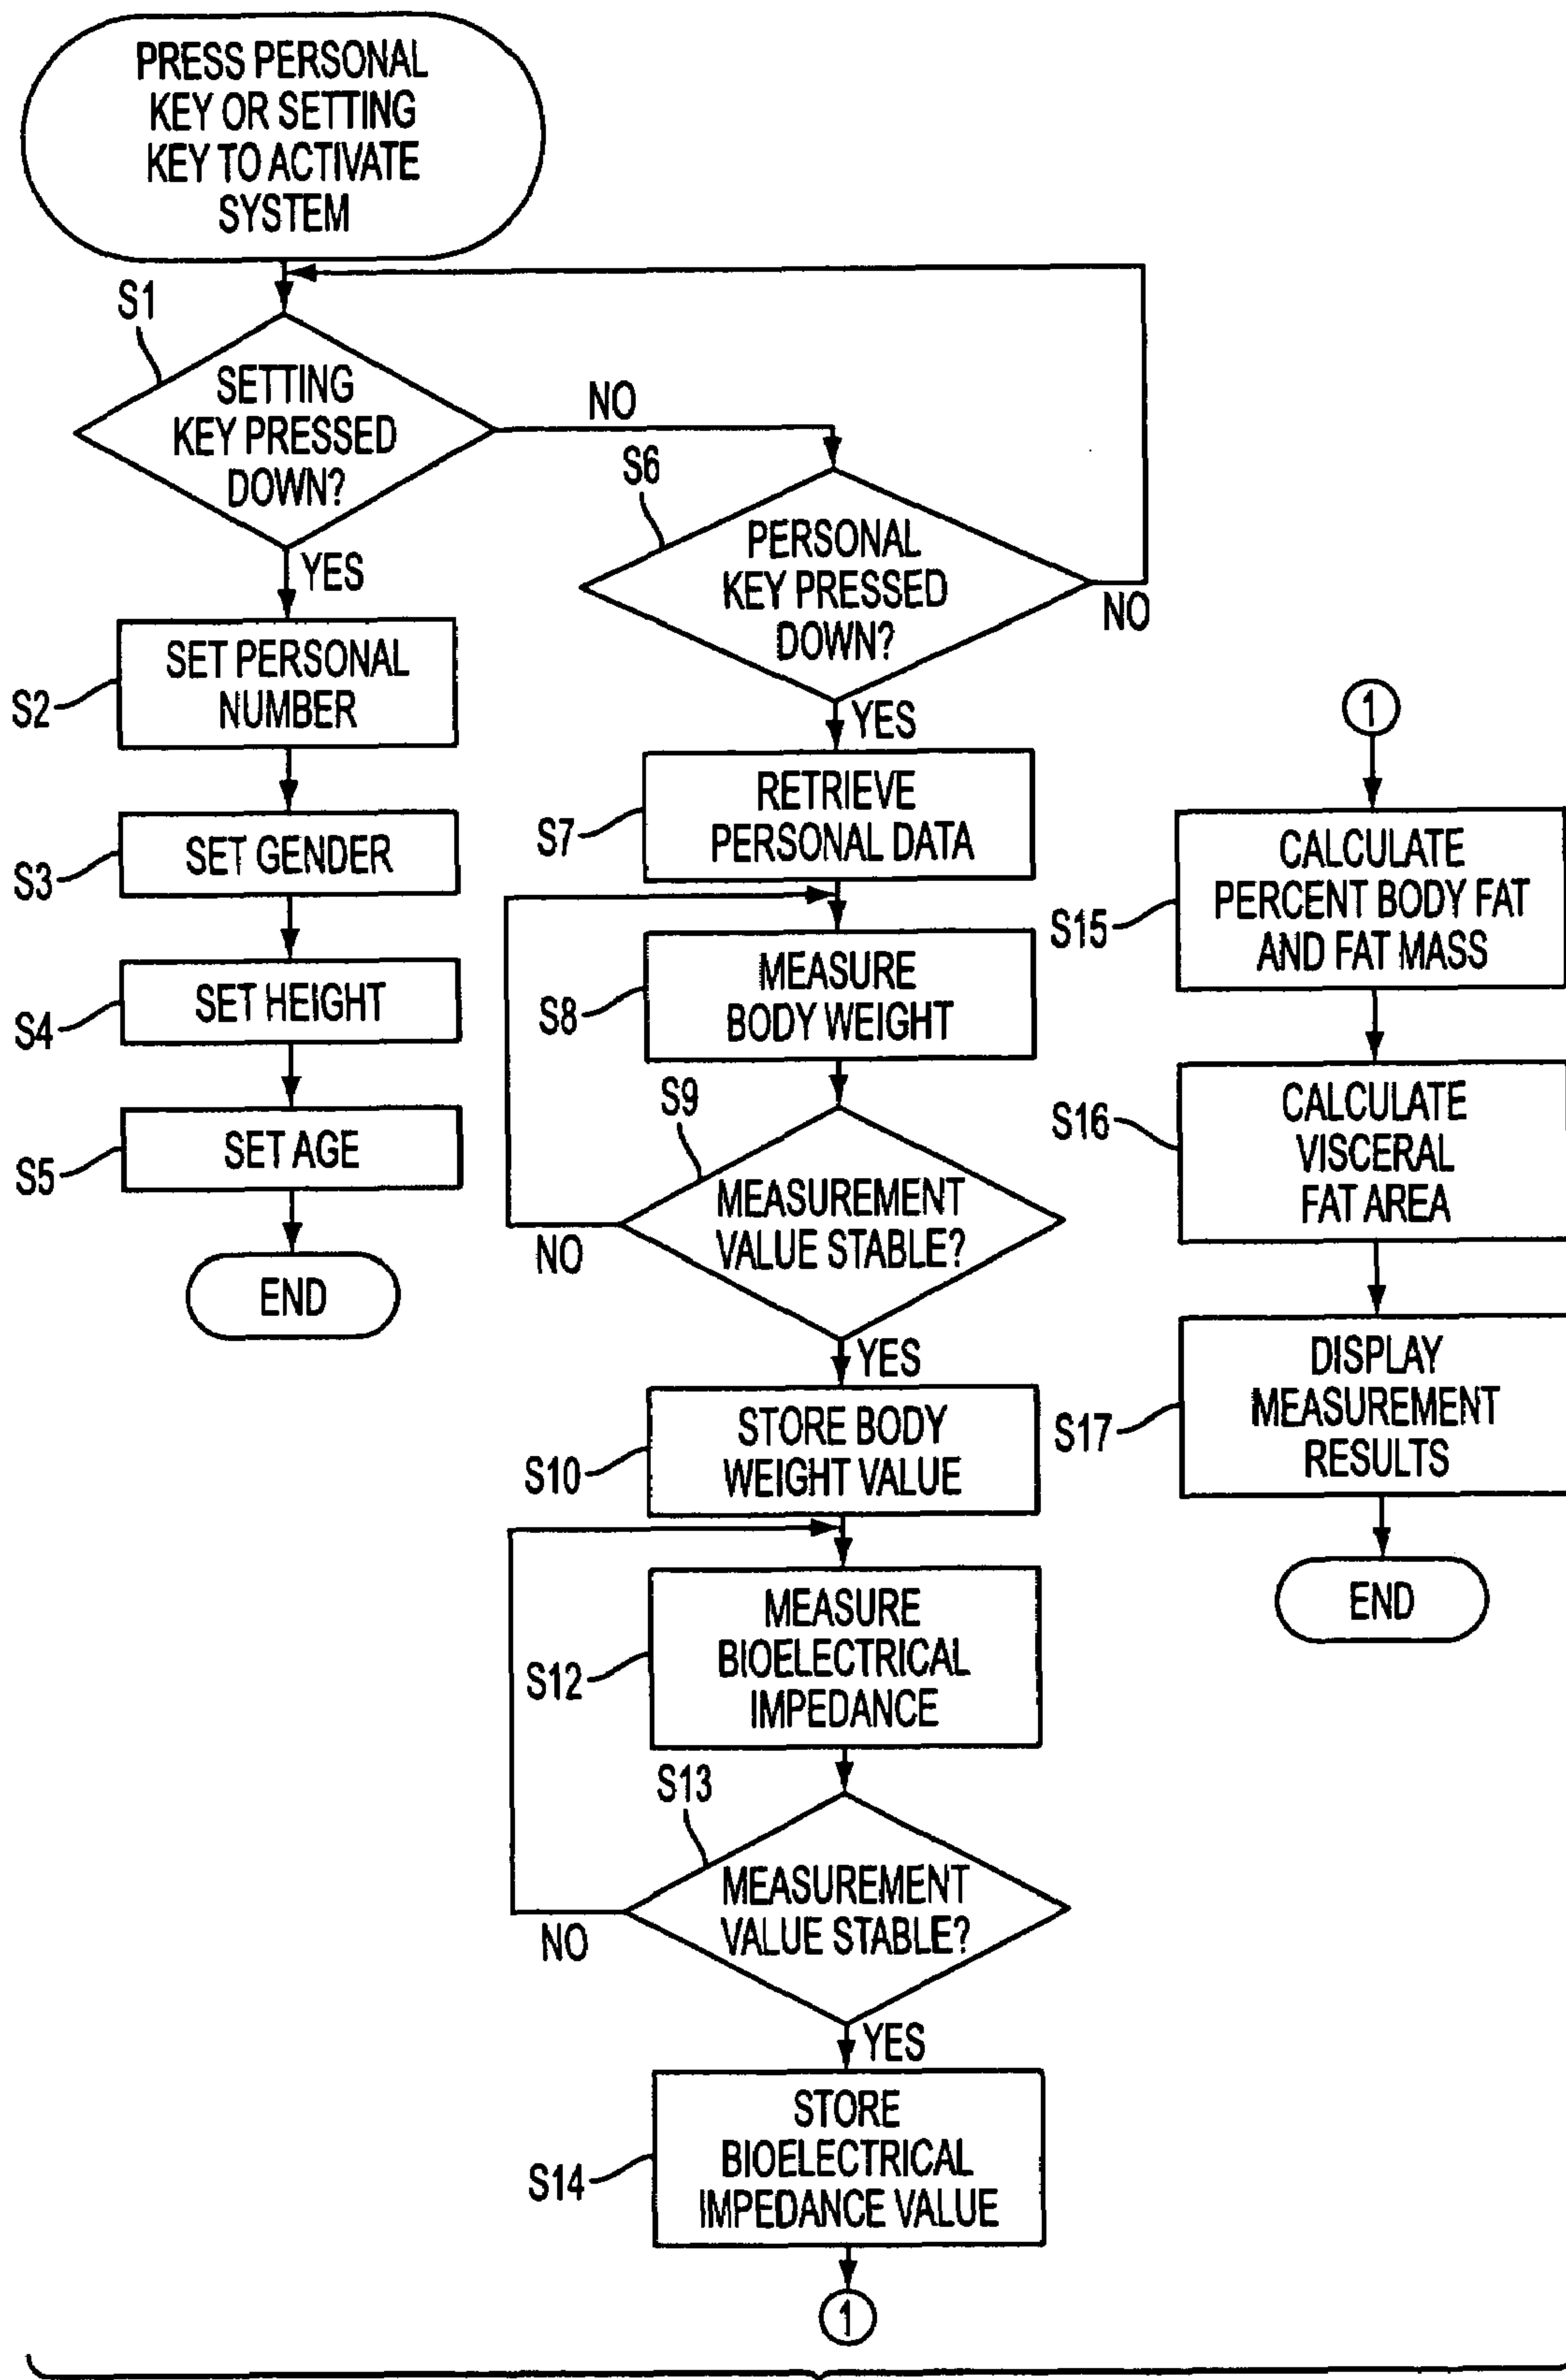 PRESS PERSONAL
KEY OR SETTING
KEY TO ACTIVATE
SYSTEM
S1
SETTING
KEY PRESSED
DOWN?
NO
YES
S2
SET PERSONAL
NUMBER
S3
SET GENDER
S4
SET HEIGHT
S5
SET AGE
END
S6
PERSONAL
KEY PRESSED
DOWN?
NO
YES
S7
RETRIEVE
PERSONAL DATA
S8
MEASURE
BODY WEIGHT
S9
MEASUREMENT
VALUE STABLE?
NO
YES
S10
STORE BODY
WEIGHT VALUE
S12
MEASURE
BIOELECTRICAL
IMPEDANCE
S13
MEASUREMENT
VALUE STABLE?
NO
YES
S14
STORE
BIOELECTRICAL
IMPEDANCE VALUE
1
1
S15
CALCULATE
PERCENT BODY FAT
AND FAT MASS
S16
CALCULATE
VISCERAL
FAT AREA
S17
DISPLAY
MEASUREMENT
RESULTS
END